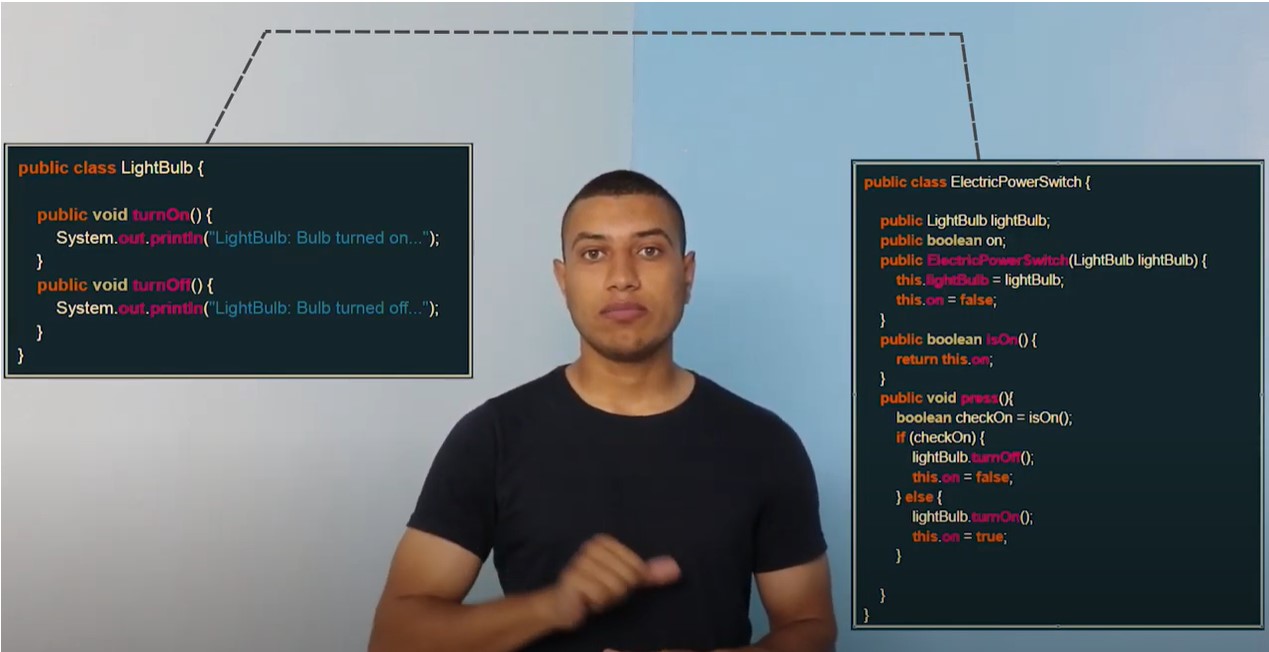 public class LightBulb {
public void turnOn() {
System.out.println("LightBulb: Bulb turned on...");
}
public void turnOff() {
System.out.println("LightBulb: Bulb turned off...");
}
}
public class ElectricPowerSwitch {
public LightBulb lightBulb;
public boolean on;
public ElectricPowerSwitch(LightBulb lightBulb) {
this.lightBulb = lightBulb;
this.on = false;
}
public boolean isOn() {
return this.on;
}
public void press(){
boolean checkOn = isOn();
if (checkOn) {
lightBulb.turnOff();
this.on = false;
} else {
lightBulb.turnOn();
this.on = true;
}
}
}